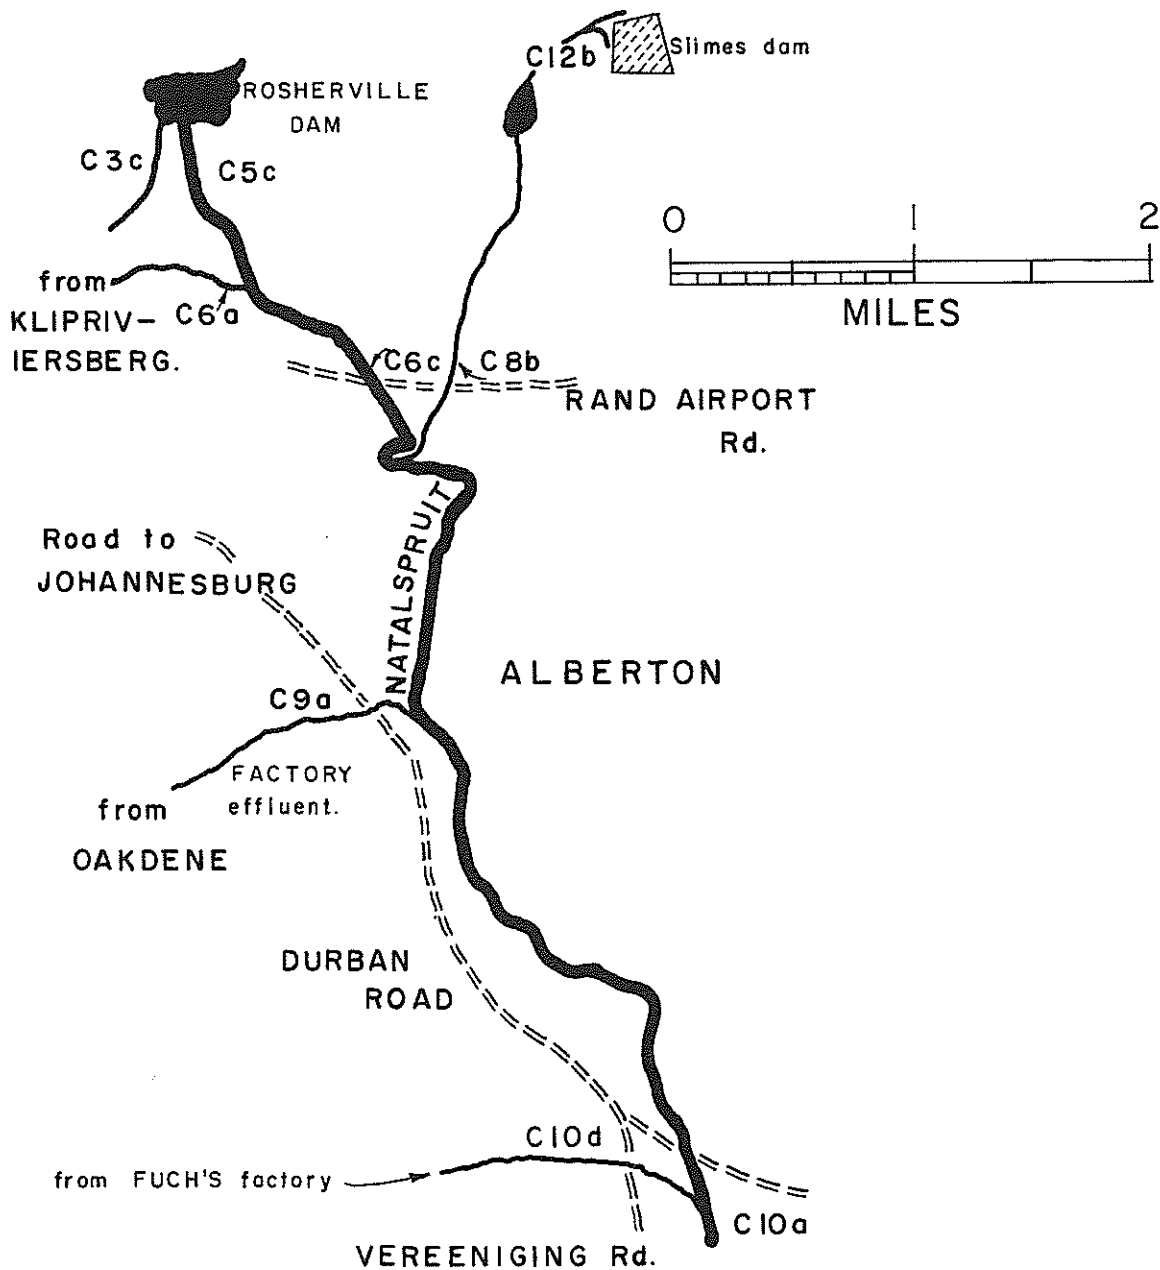 C12b
Slimes dam
ROSHERVILLE
DAM
C3c
C5c
0 1 2
MILES
from
KLIPRIV-
IERSBERG.
C6a
C6c
C8b
RAND AIRPORT
Rd.
NATALSPRUIT
Road to
JOHANNESBURG
ALBERTON
C9a
FACTORY
effluent.
from
OAKDENE
DURBAN
ROAD
C10d
from FUCH'S factory
C10a
VEREENIGING Rd.